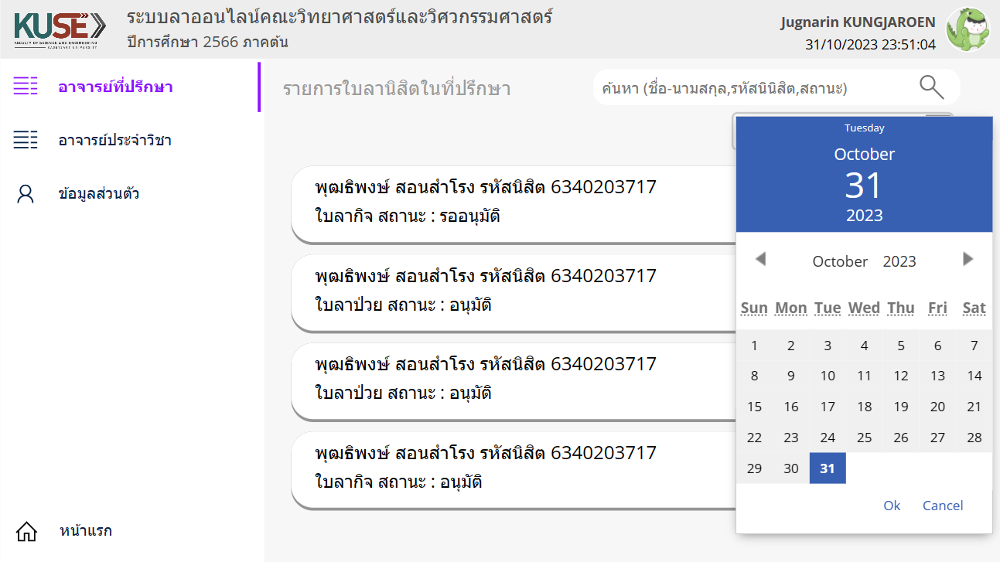 KUSE
FACULTY OF SCIENCE AND ENGINEERING
KASETSART UNIVERSITY
ระบบลาออนไลน์คณะวิทยาศาสตร์และวิศวกรรมศาสตร์
ปีการศึกษา 2566 ภาคต้น
Jugnarin KUNGJAROEN
31/10/2023 23:51:04
อาจารย์ที่ปรึกษา
อาจารย์ประจำวิชา
ข้อมูลส่วนตัว
หน้าแรก
รายการใบลานิสิตในที่ปรึกษา
ค้นหา (ชื่อ-นามสกุล,รหัสนินิสิต,สถานะ)
พุฒธิพงษ์ สอนสำโรง รหัสนิสิต 6340203717
ใบลากิจ สถานะ : รออนุมัติ
พุฒธิพงษ์ สอนสำโรง รหัสนิสิต 6340203717
ใบลาป่วย สถานะ : อนุมัติ
พุฒธิพงษ์ สอนสำโรง รหัสนิสิต 6340203717
ใบลาป่วย สถานะ : อนุมัติ
พุฒธิพงษ์ สอนสำโรง รหัสนิสิต 6340203717
ใบลากิจ สถานะ : อนุมัติ
Tuesday
October
31
2023
October 2023
Sun Mon Tue Wed Thu Fri Sat
1 2 3 4 5 6 7
8 9 10 11 12 13 14
15 16 17 18 19 20 21
22 23 24 25 26 27 28
29 30 31
Ok Cancel